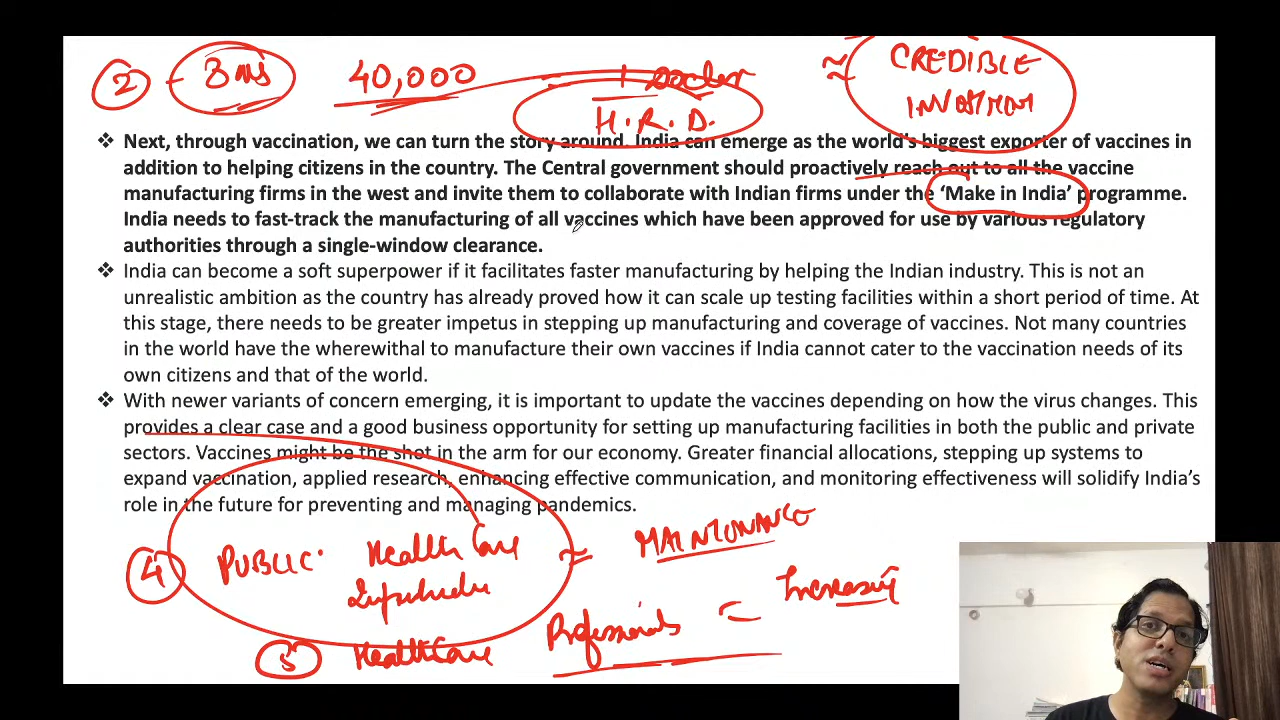 ② - 3 ms 40,000 1 Doctor ≈ CREDIBLE
H.R.D.
❖ Next, through vaccination, we can turn the story around. India can emerge as the world's biggest exporter of vaccines in
addition to helping citizens in the country. The Central government should proactively reach out to all the vaccine
manufacturing firms in the west and invite them to collaborate with Indian firms under the 'Make in India' programme.
India needs to fast-track the manufacturing of all vaccines which have been approved for use by various regulatory
authorities through a single-window clearance.
❖ India can become a soft superpower if it facilitates faster manufacturing by helping the Indian industry. This is not an
unrealistic ambition as the country has already proved how it can scale up testing facilities within a short period of time. At
this stage, there needs to be greater impetus in stepping up manufacturing and coverage of vaccines. Not many countries
in the world have the wherewithal to manufacture their own vaccines if India cannot cater to the vaccination needs of its
own citizens and that of the world.
❖ With newer variants of concern emerging, it is important to update the vaccines depending on how the virus changes. This
provides a clear case and a good business opportunity for setting up manufacturing facilities in both the public and private
sectors. Vaccines might be the shot in the arm for our economy. Greater financial allocations, stepping up systems to
expand vaccination, applied research, enhancing effective communication, and monitoring effectiveness will solidify India's
role in the future for preventing and managing pandemics.
④ PUBLIC. HealthCare ≈ MAINTENANCE
⑤ HealthCare Professionals = Increasing